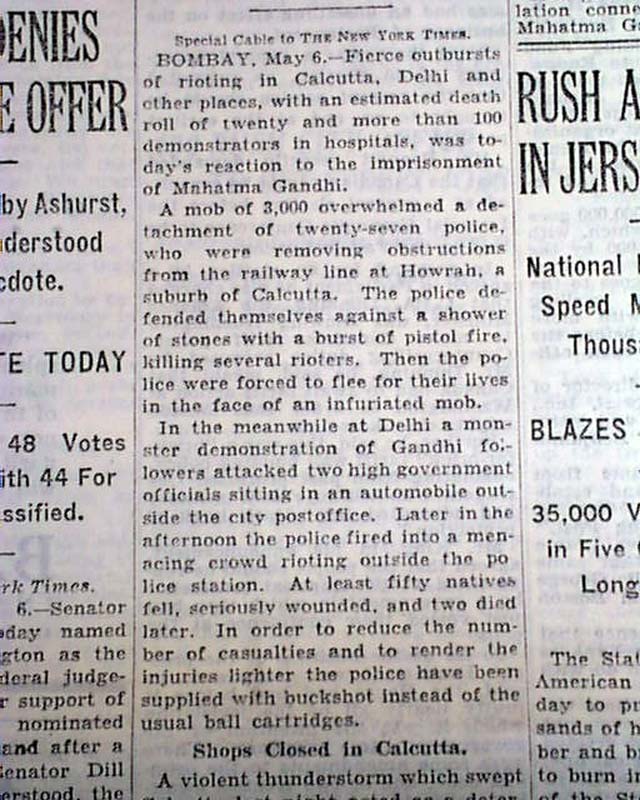 ENIES
E OFFER
by Ashurst,
derstood
cdote.
TE TODAY
48 Votes
ith 44 For
ssified.
rk Times.
6.—Senator
day named
gton as the
deral judge-
r support of
nominated
and after a
Senator Dill
erstood, the
Special Cable to THE NEW YORK TIMES.
BOMBAY, May 6.—Fierce outbursts
of rioting in Calcutta, Delhi and
other places, with an estimated death
roll of twenty and more than 100
demonstrators in hospitals, was to-
day's reaction to the imprisonment
of Mahatma Gandhi.
A mob of 3,000 overwhelmed a de-
tachment of twenty-seven police,
who were removing obstructions
from the railway line at Howrah, a
suburb of Calcutta. The police de-
fended themselves against a shower
of stones with a burst of pistol fire,
killing several rioters. Then the po-
lice were forced to flee for their lives
in the face of an infuriated mob.
In the meanwhile at Delhi a mon-
ster demonstration of Gandhi fol-
lowers attacked two high government
officials sitting in an automobile out-
side the city postoffice. Later in the
afternoon the police fired into a men-
acing crowd rioting outside the po
lice station. At least fifty natives
fell, seriously wounded, and two died
later. In order to reduce the num-
ber of casualties and to render the
injuries lighter the police have been
supplied with buckshot instead of the
usual ball cartridges.
Shops Closed in Calcutta.
A violent thunderstorm which swept
lation conne
Mahatma Ga
RUSH A
IN JERS
National
Speed M
Thous
BLAZES
35,000 V
in Five
Long
The Stat
American
day to pr
sands of h
ber and b
to burn i
of the Sta